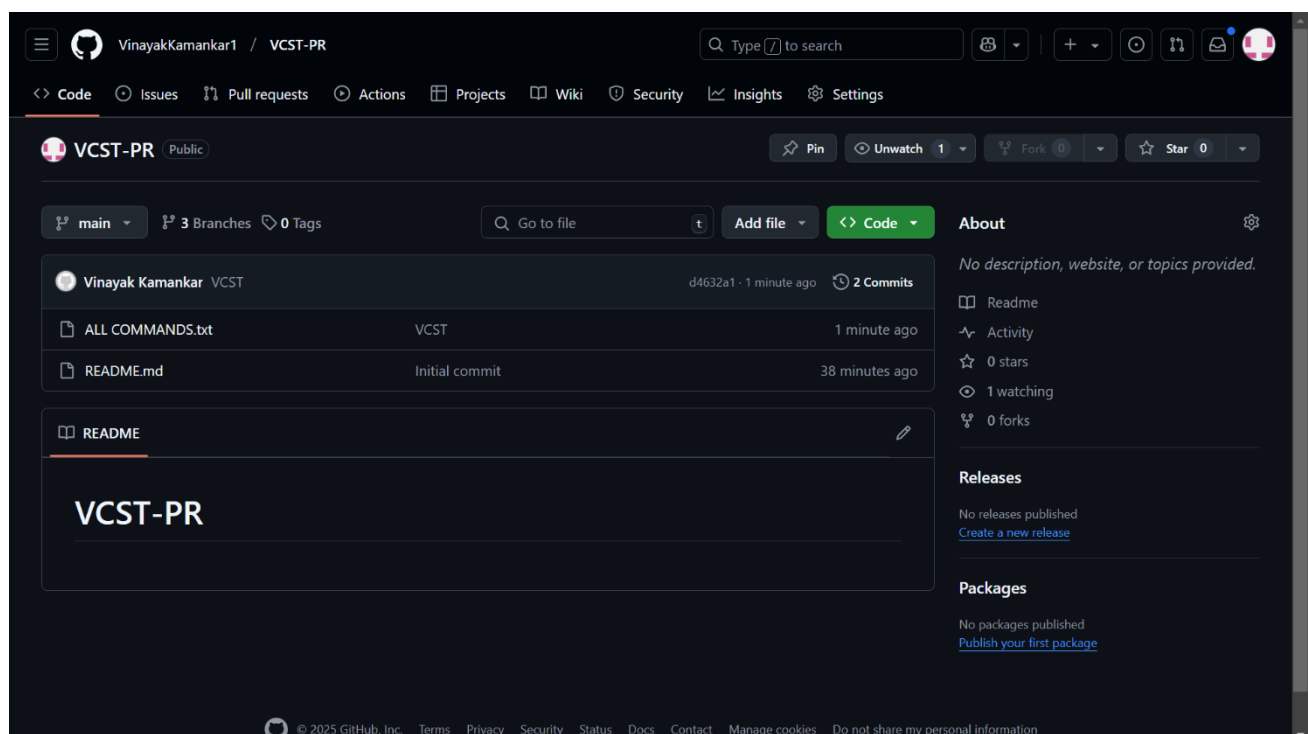 VinayakKamankar1 / VCST-PR
Type / to search
Code Issues Pull requests Actions Projects Wiki Security Insights Settings
VCST-PR Public
Pin Unwatch 1 Fork 0 Star 0
main 3 Branches 0 Tags
Go to file t Add file Code
Vinayak Kamankar VCST d4632a1 · 1 minute ago 2 Commits
ALL COMMANDS.txt VCST 1 minute ago
README.md Initial commit 38 minutes ago
README
VCST-PR
About
No description, website, or topics provided.
Readme
Activity
0 stars
1 watching
0 forks
Releases
No releases published
Create a new release
Packages
No packages published
Publish your first package
© 2025 GitHub, Inc. Terms Privacy Security Status Docs Contact Manage cookies Do not share my personal information